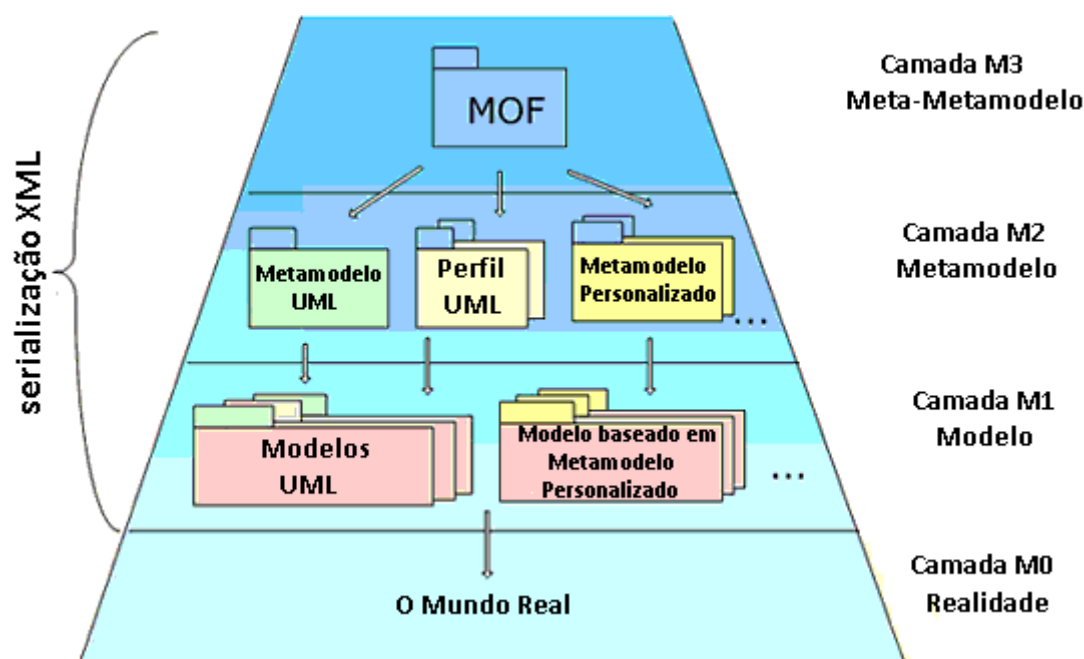 serialização XML
MOF
Camada M3
Meta-Metamodelo
Metamodelo
UML
Perfil
UML
Metamodelo
Personalizado
...
Camada M2
Metamodelo
Modelos
UML
Modelo baseado em
Metamodelo
Personalizado
...
Camada M1
Modelo
O Mundo Real
Camada M0
Realidade